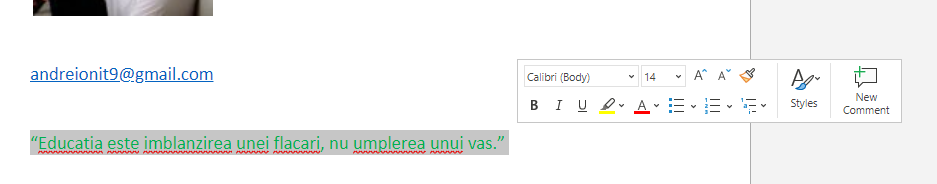 andreionit9@gmail.com
Calibri (Body) 14 A A
B I U A Styles New Comment
“Educatia este imblanzirea unei flacari, nu umplerea unui vas.”